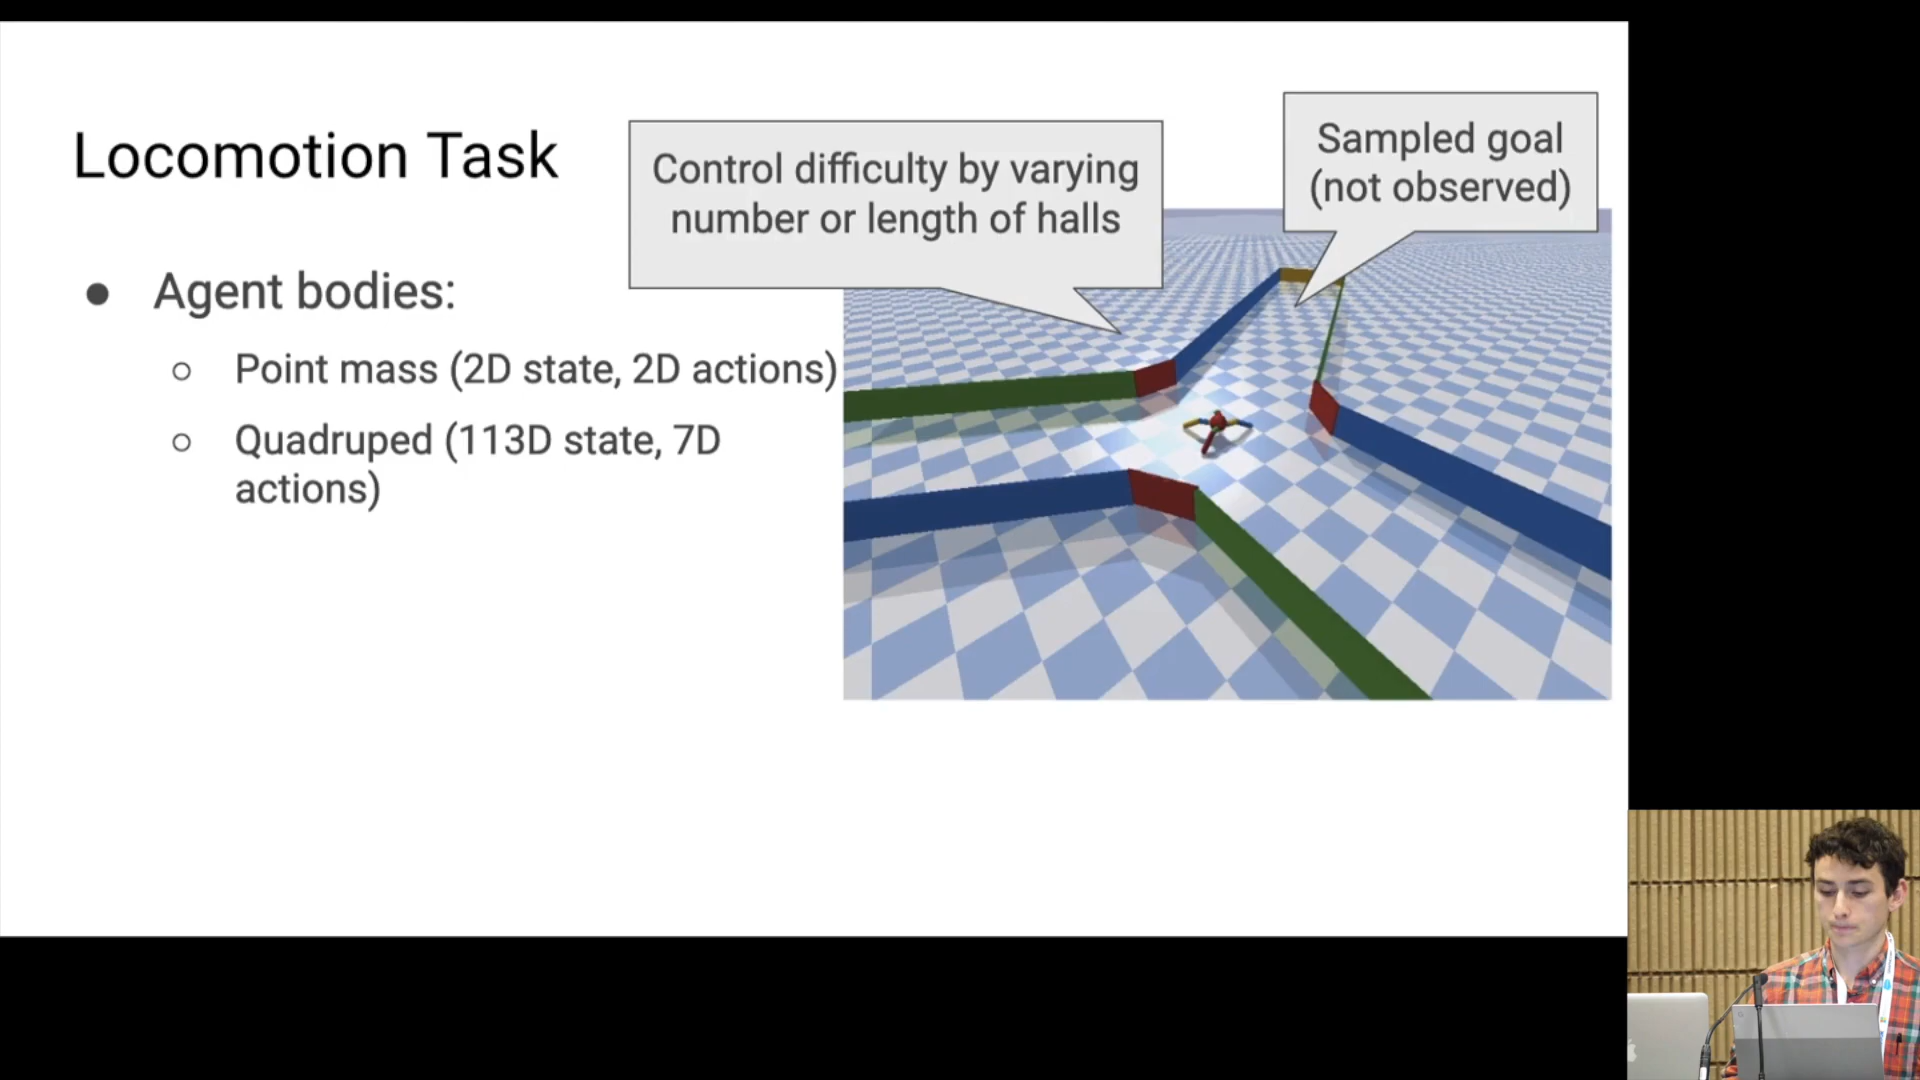 Locomotion Task
Control difficulty by varying
number or length of halls
Sampled goal
(not observed)
● Agent bodies:
○ Point mass (2D state, 2D actions)
○ Quadruped (113D state, 7D
actions)